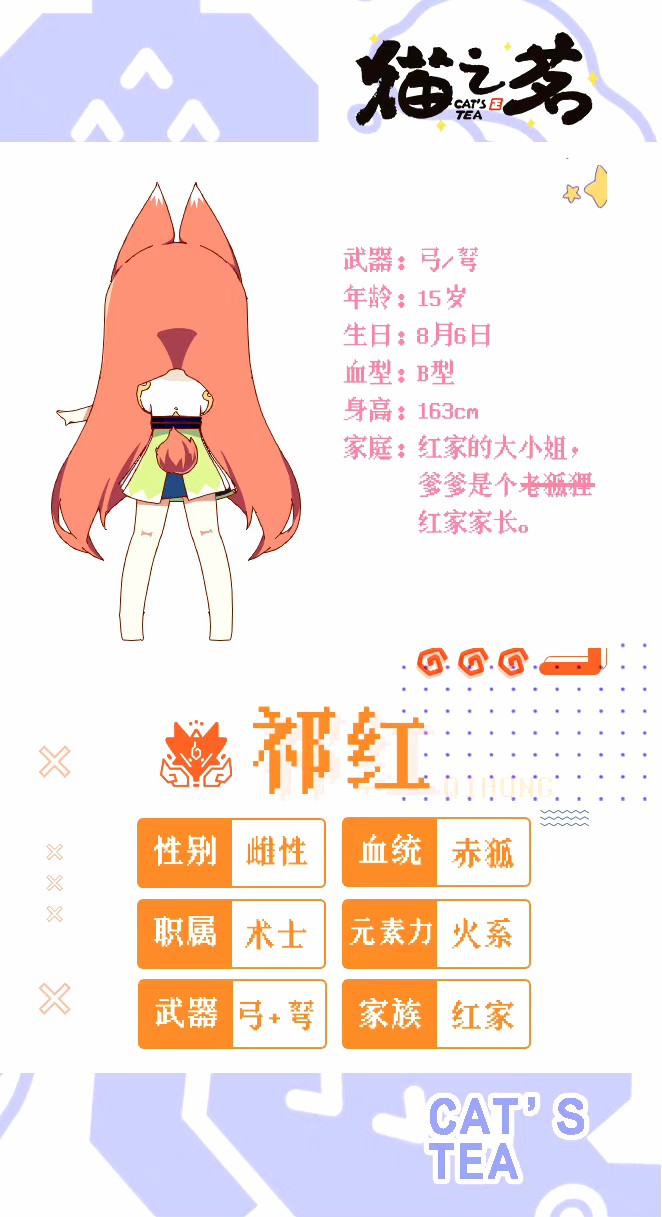 猫之茗
CAT'S TEA
武器：弓/弩
年龄：15岁
生日：8月6日
血型：B型
身高：163cm
家庭：红家的大小姐，
爹爹是个老狐狸
红家家长。
祁红
QIHONG
性别 雌性
血统 赤狐
职属 术士
元素力 火系
武器 弓+弩
家族 红家
CAT'S
TEA